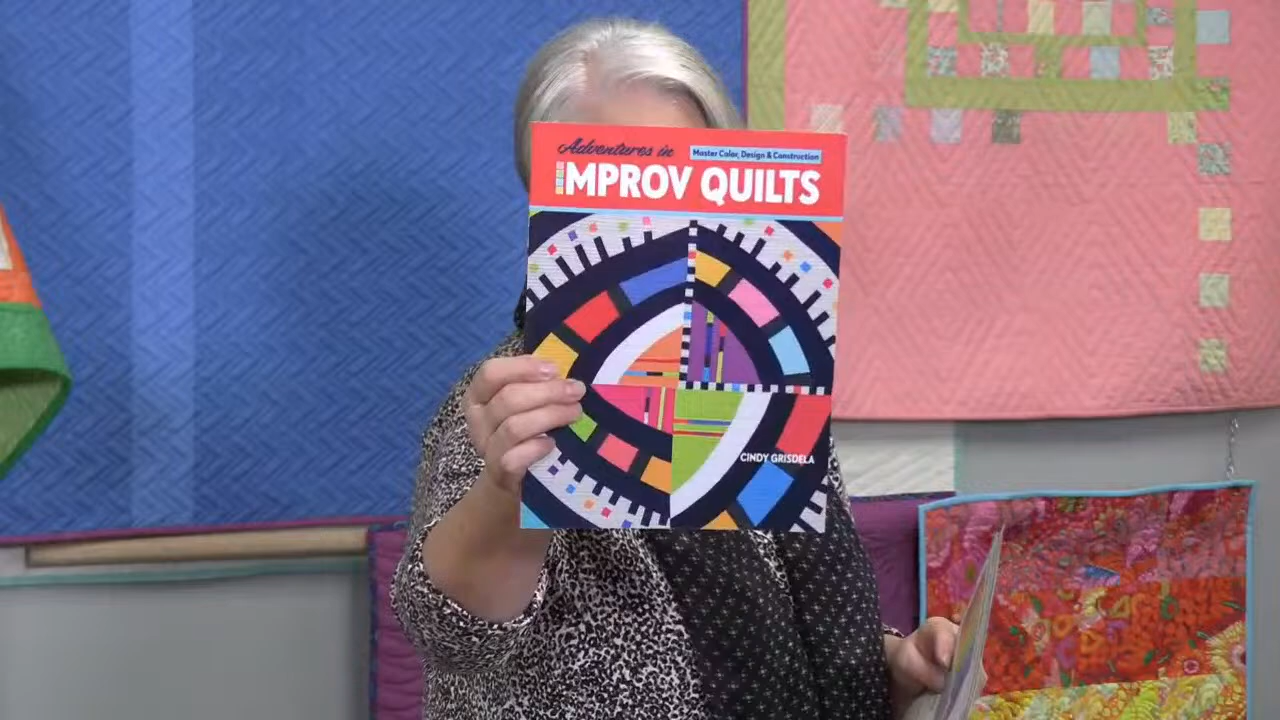 Adventures in
Master Color, Design & Construction
IMPROV QUILTS
CINDY GRISDELA